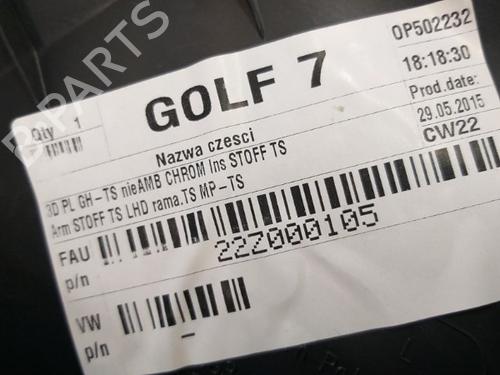 OP502232
18:18:30
GOLF 7
Prod.date:
29.05.2015
CW22
Qty 1
Nazwa czesci
3D PL GH-TS nieAMB CHROM Ins STOFF TS
Arm STOFF TS LHD rama.TS MP-TS
FAU
p/n
22Z000105
VW
p/n
-
B-PARTS